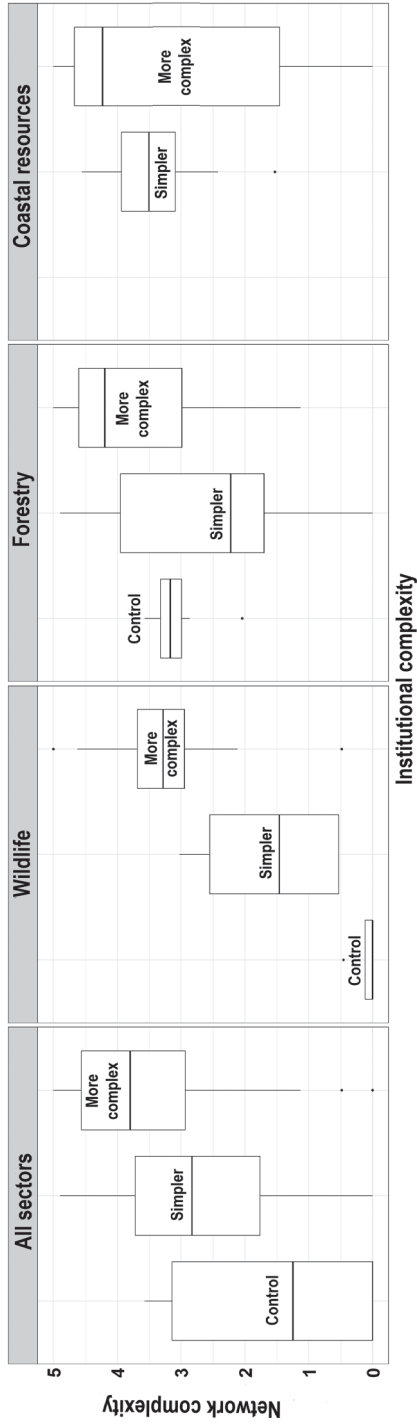 All sectors
Wildlife
Forestry
Coastal resources
Network complexity
5
4
3
2
1
0
Control
Simpler
More
complex
Control
Simpler
More
complex
Control
Simpler
More
complex
Simpler
More
complex
Institutional complexity